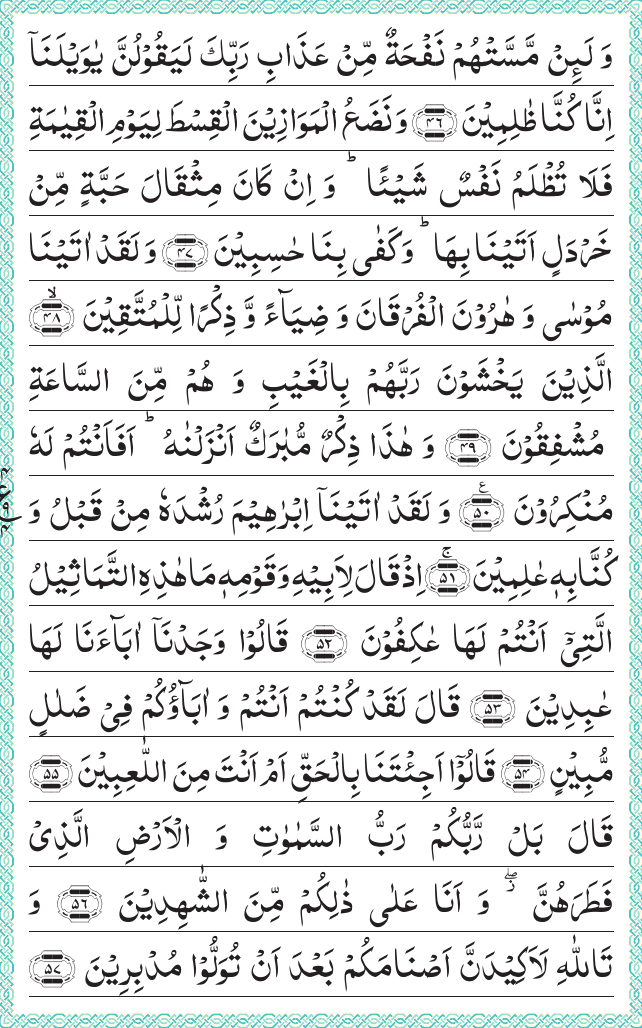 وَ لَىِٕنْ مَّسَّتْهُمْ نَفْحَةٌ مِّنْ عَذَابِ رَبِّكَ لَیَقُوْلُنَّ یٰوَیْلَنَاۤ
اِنَّا كُنَّا ظٰلِمِیْنَ ﴿۴۶﴾ وَ نَضَعُ الْمَوَازِیْنَ الْقِسْطَ لِیَوْمِ الْقِیٰمَةِ
فَلَا تُظْلَمُ نَفْسٌ شَیْـًٔا ؕ وَ اِنْ كَانَ مِثْقَالَ حَبَّةٍ مِّنْ
خَرْدَلٍ اَتَیْنَا بِهَا ؕ وَكَفٰی بِنَا حٰسِبِیْنَ ﴿۴۷﴾ وَ لَقَدْ اٰتَیْنَا
مُوْسٰی وَ هٰرُوْنَ الْفُرْقَانَ وَ ضِیَآءً وَّ ذِكْرًا لِّلْمُتَّقِیْنَ ﴿ۙ۴۸﴾
الَّذِیْنَ یَخْشَوْنَ رَبَّهُمْ بِالْغَیْبِ وَ هُمْ مِّنَ السَّاعَةِ
مُشْفِقُوْنَ ﴿۴۹﴾ وَ هٰذَا ذِكْرٌ مُّبٰرَكٌ اَنْزَلْنٰهُ ؕ اَفَاَنْتُمْ لَهٗ
مُنْكِرُوْنَ ﴿۵۰﴾ ع وَ لَقَدْ اٰتَیْنَاۤ اِبْرٰهِیْمَ رُشْدَهٗ مِنْ قَبْلُ وَ
كُنَّا بِهٖ عٰلِمِیْنَ ﴿ۚ۵۱﴾ اِذْ قَالَ لِاَبِیْهِ وَ قَوْمِهٖ مَا هٰذِهِ التَّمَاثِیْلُ
الَّتِیْۤ اَنْتُمْ لَهَا عٰكِفُوْنَ ﴿۵۲﴾ قَالُوْا وَجَدْنَاۤ اٰبَآءَنَا لَهَا
عٰبِدِیْنَ ﴿۵۳﴾ قَالَ لَقَدْ كُنْتُمْ اَنْتُمْ وَ اٰبَآؤُكُمْ فِیْ ضَلٰلٍ
مُّبِیْنٍ ﴿۵۴﴾ قَالُوْۤا اَجِئْتَنَا بِالْحَقِّ اَمْ اَنْتَ مِنَ اللّٰعِبِیْنَ ﴿۵۵﴾
قَالَ بَلْ رَّبُّكُمْ رَبُّ السَّمٰوٰتِ وَ الْاَرْضِ الَّذِیْ
فَطَرَهُنَّ ۖ٘ وَ اَنَا عَلٰی ذٰلِكُمْ مِّنَ الشّٰهِدِیْنَ ﴿۵۶﴾ وَ
تَاللّٰهِ لَاَكِیْدَنَّ اَصْنَامَكُمْ بَعْدَ اَنْ تُوَلُّوْا مُدْبِرِیْنَ ﴿۵۷﴾